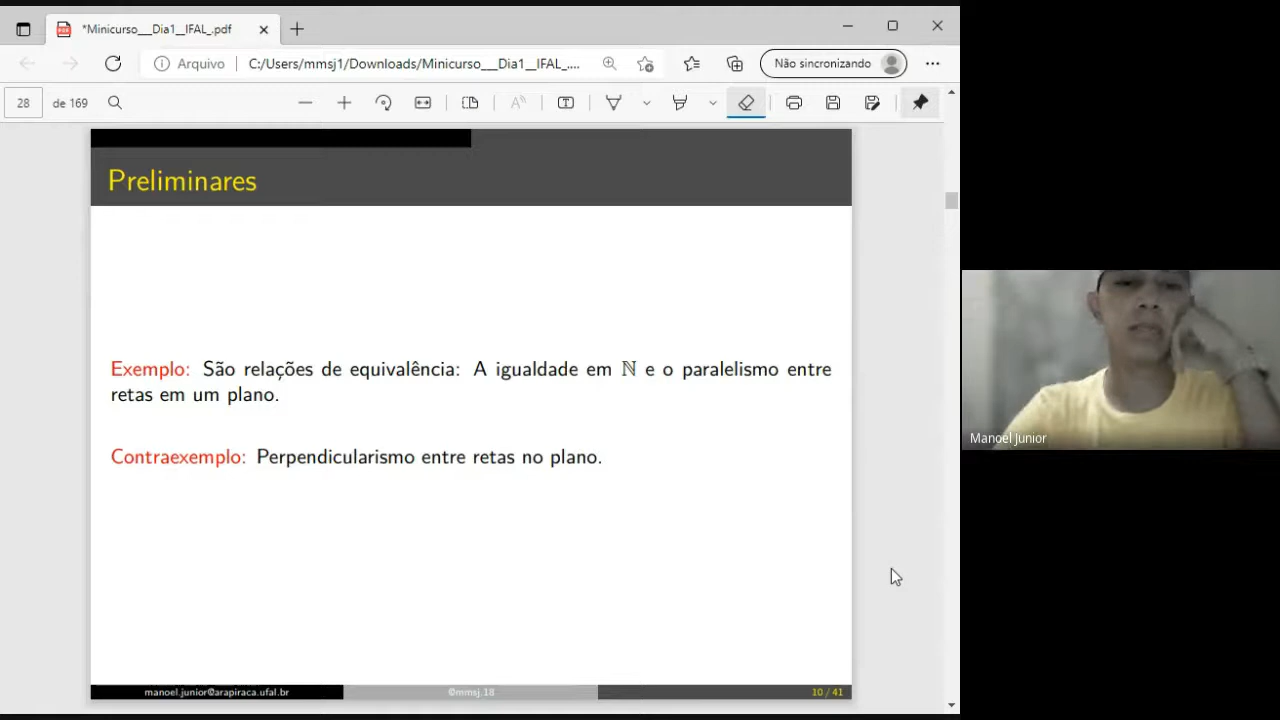 *Minicurso__Dia1__IFAL_.pdf
Arquivo
C:/Users/mmsj1/Downloads/Minicurso__Dia1__IFAL_....
Não sincronizando
28
de 169
Preliminares
Exemplo: São relações de equivalência: A igualdade em ℕ e o paralelismo entre
retas em um plano.
Contraexemplo: Perpendicularismo entre retas no plano.
manoel.junior@arapiraca.ufal.br
@mmsj.18
10 / 41
Manoel Junior